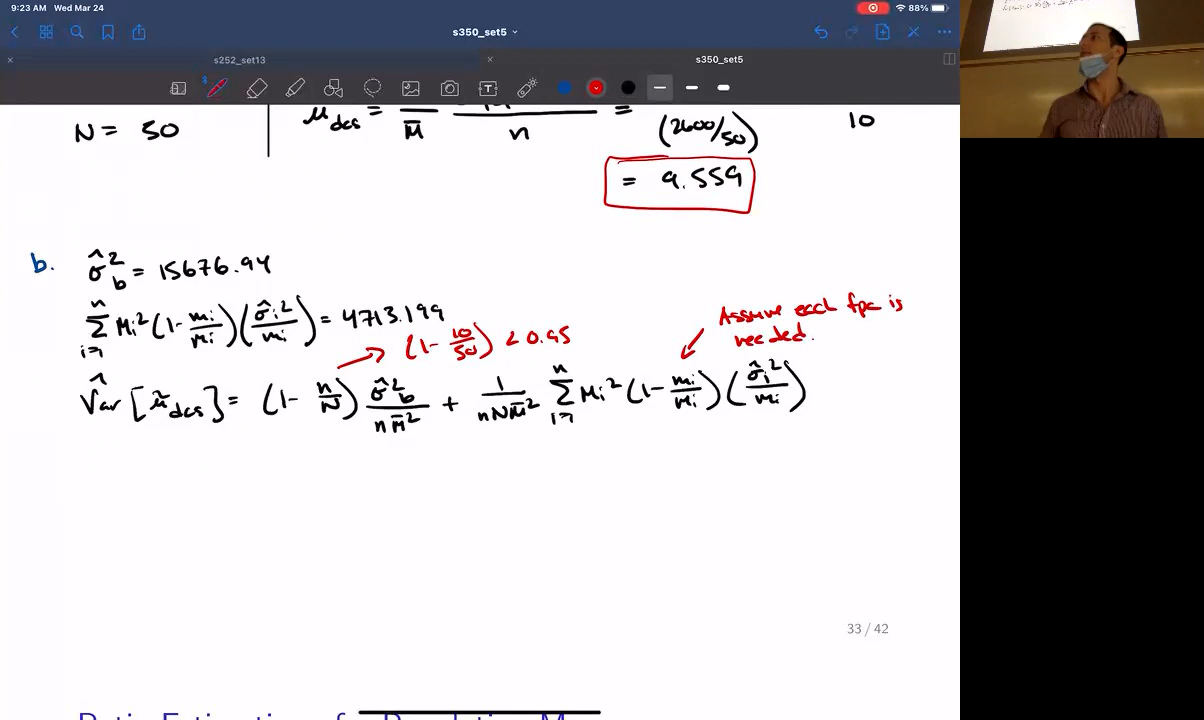 9:23 AM Wed Mar 24
88%
s350_set5
s252_set13
s350_set5
N = 50
μ̂dcs = 1/M̄ n = (2600/50) 10
= 9.559
b. σ̂²b = 15676.94
Σ i=1 n Mi² (1 - mi/Mi) (σ̂i²/mi) = 4713.199
(1 - 10/50) < 0.95
Assume each fpc is
needed.
V̂ar [μ̂dcs] = (1 - n/N) σ̂²b/nM̄² + 1/nNM̄² Σ i=1 n Mi² (1 - mi/Mi) (σ̂i²/mi)
33 / 42